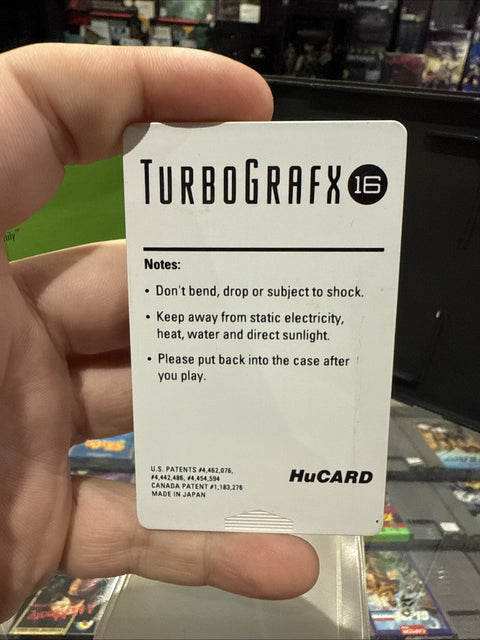 TURBOGRAFX 16
Notes:
• Don't bend, drop or subject to shock.
• Keep away from static electricity,
heat, water and direct sunlight.
• Please put back into the case after
you play.
U.S. PATENTS #4,462,076,
#4,442,486, #4,454,594
CANADA PATENT #1,183,276
MADE IN JAPAN
HuCARD